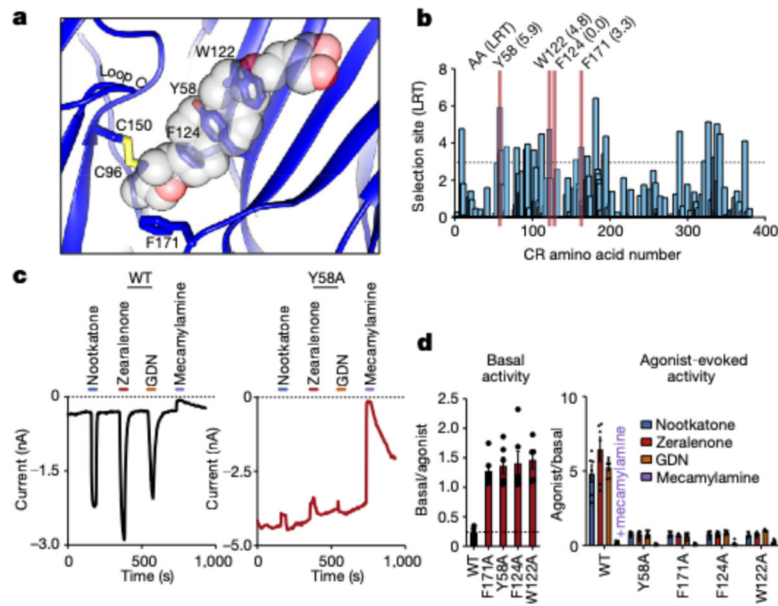 a
W122
Y58
Loop C
F124
C150
C96
F171
b
AA (LRT)
Y58 (5.9)
W122 (4.8)
F124 (0.0)
F171 (3.3)
Selection site (LRT)
8
6
4
2
0
0 100 200 300 400
CR amino acid number
c
WT
Nootkatone
Zearalenone
GDN
Mecamylamine
Current (nA)
0
−1.5
−3.0
0 500 1,000
Time (s)
Y58A
Nootkatone
Zearalenone
GDN
Mecamylamine
Current (nA)
0
−2.5
−5.0
0 500 1,000
Time (s)
d
Basal
activity
Basal/agonist
2.5
2.0
1.5
1.0
0.5
0
WT
F171A
Y58A
F124A
W122A
Agonist-evoked
activity
Agonist/basal
10
5
0
Nootkatone
Zeralenone
GDN
Mecamylamine
+mecamylamine
WT
Y58A
F171A
F124A
W122A